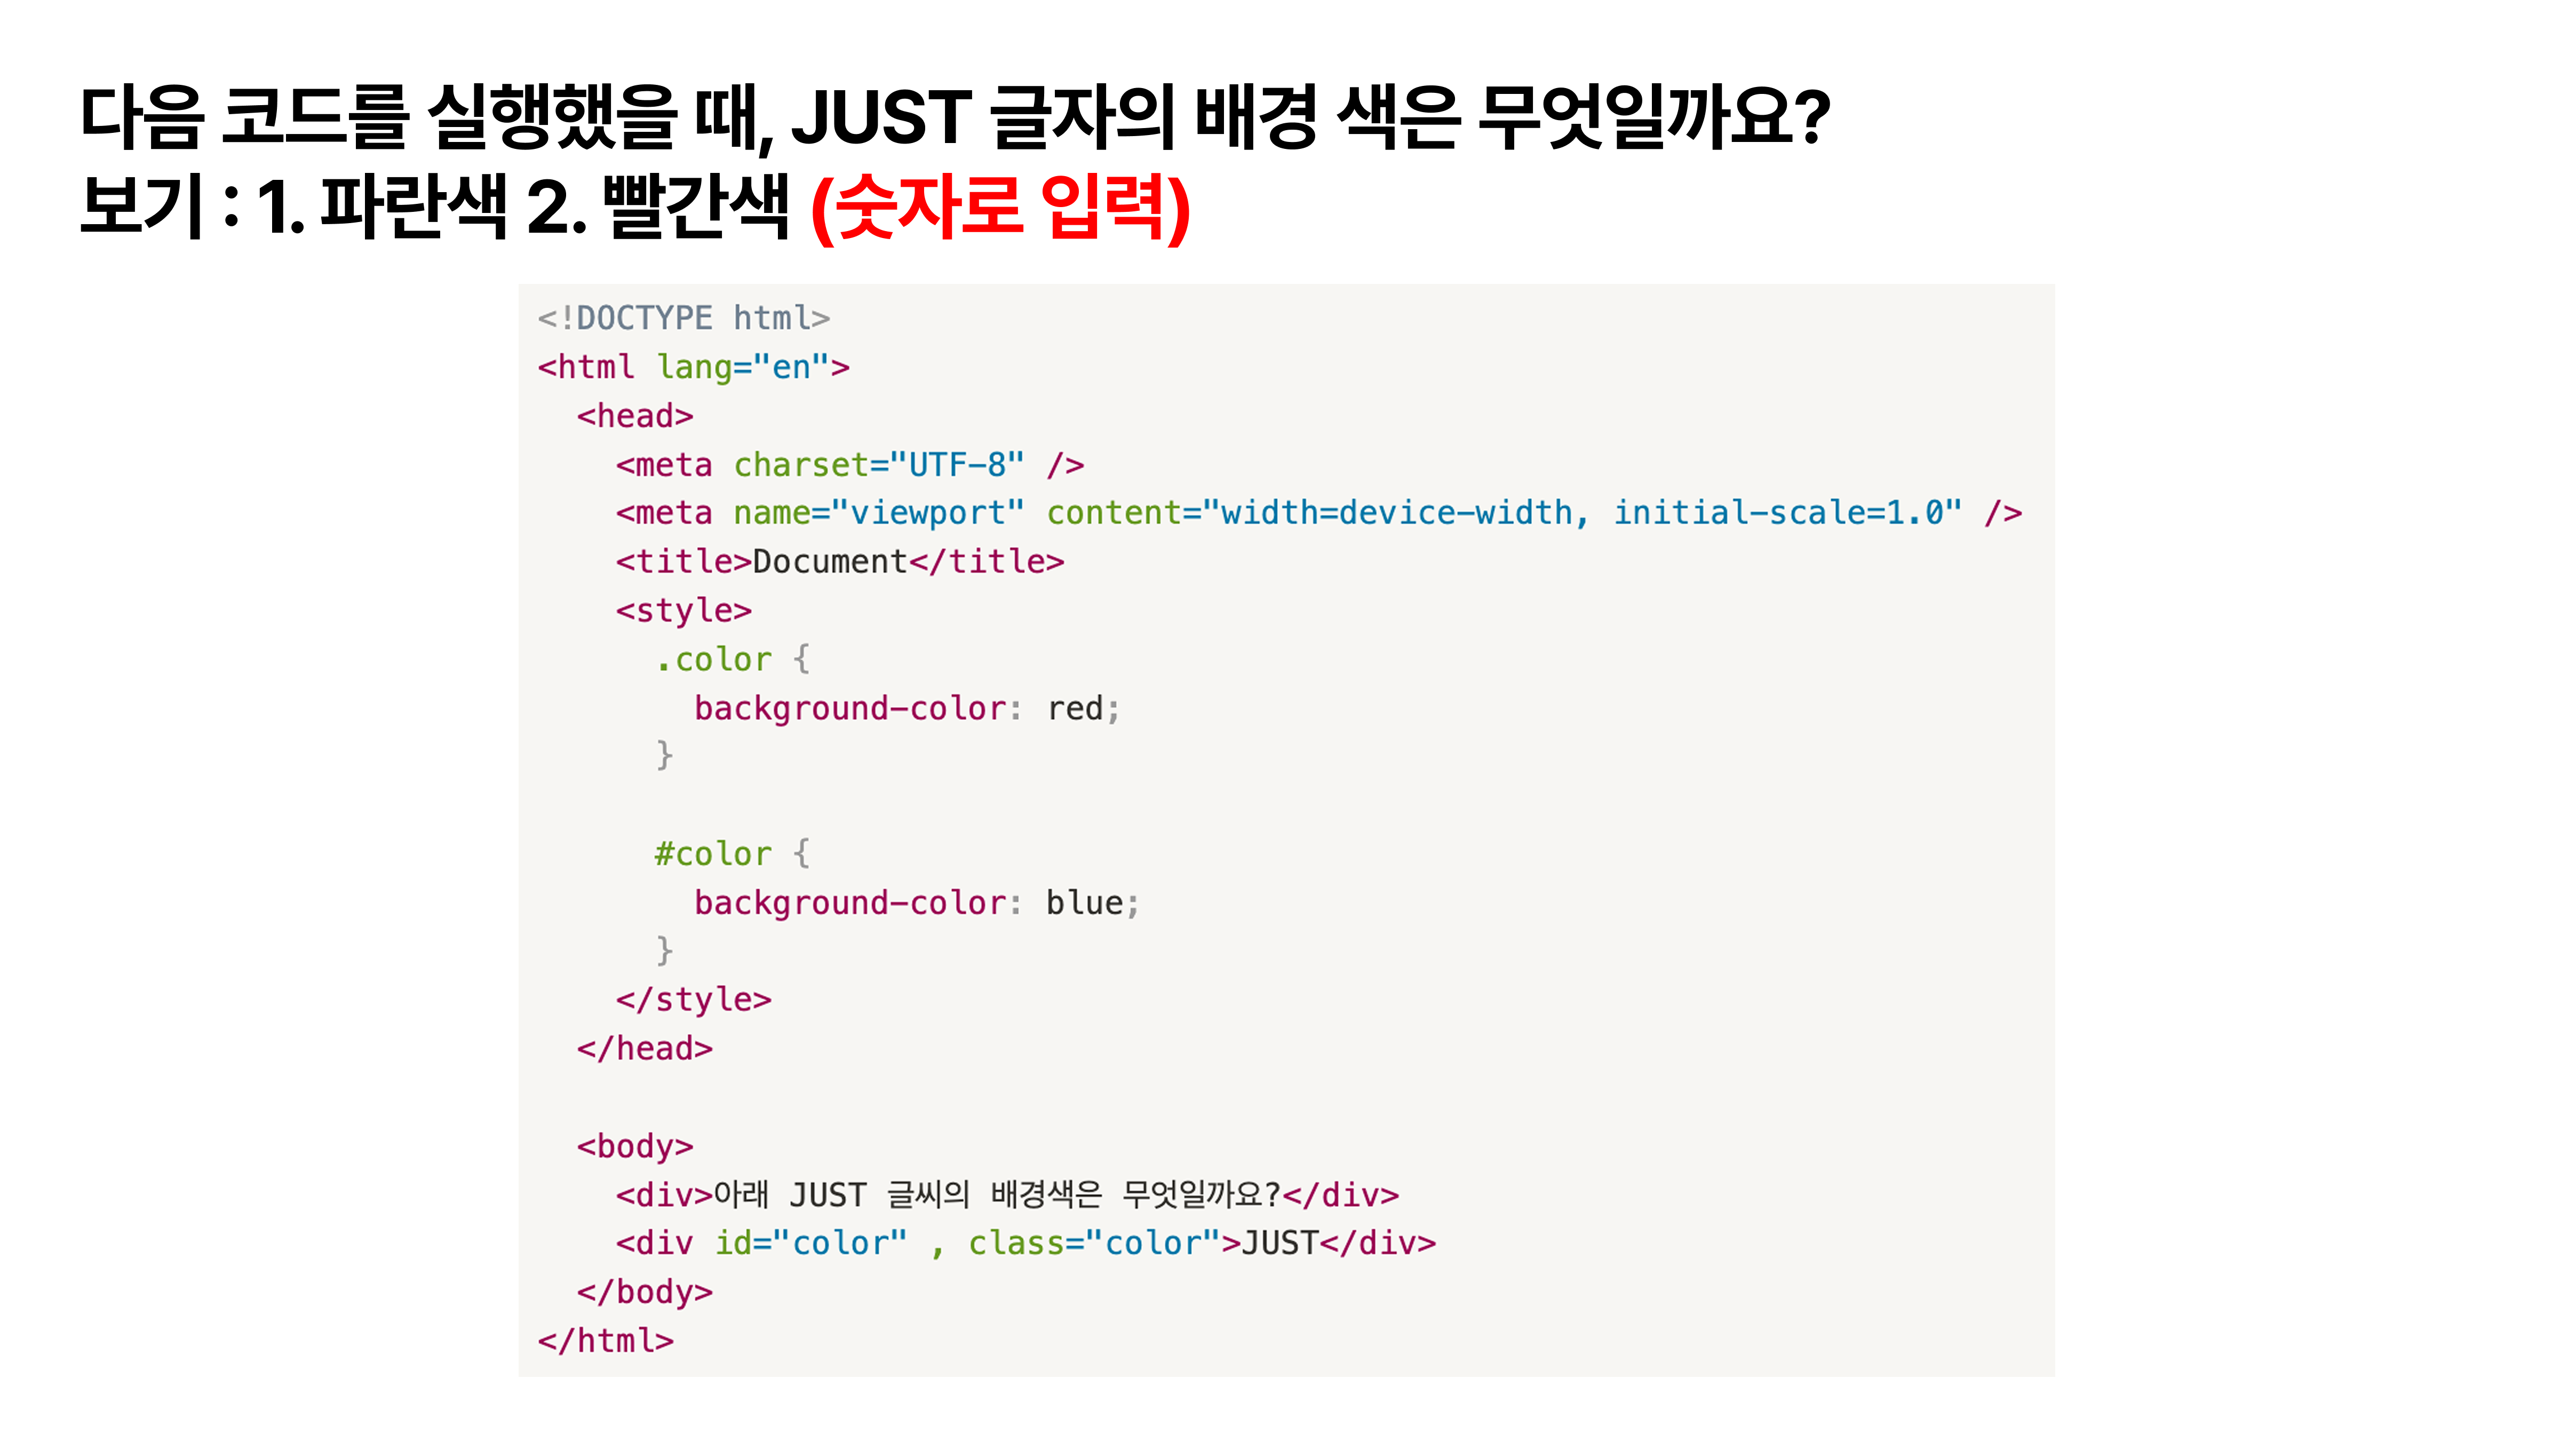 다음 코드를 실행했을 때, JUST 글자의 배경 색은 무엇일까요?
보기 : 1. 파란색 2. 빨간색 (숫자로 입력)
<!DOCTYPE html>
<html lang="en">
  <head>
    <meta charset="UTF-8" />
    <meta name="viewport" content="width=device-width, initial-scale=1.0" />
    <title>Document</title>
    <style>
      .color {
        background-color: red;
      }

      #color {
        background-color: blue;
      }
    </style>
  </head>

  <body>
    <div>아래 JUST 글씨의 배경색은 무엇일까요?</div>
    <div id="color" , class="color">JUST</div>
  </body>
</html>